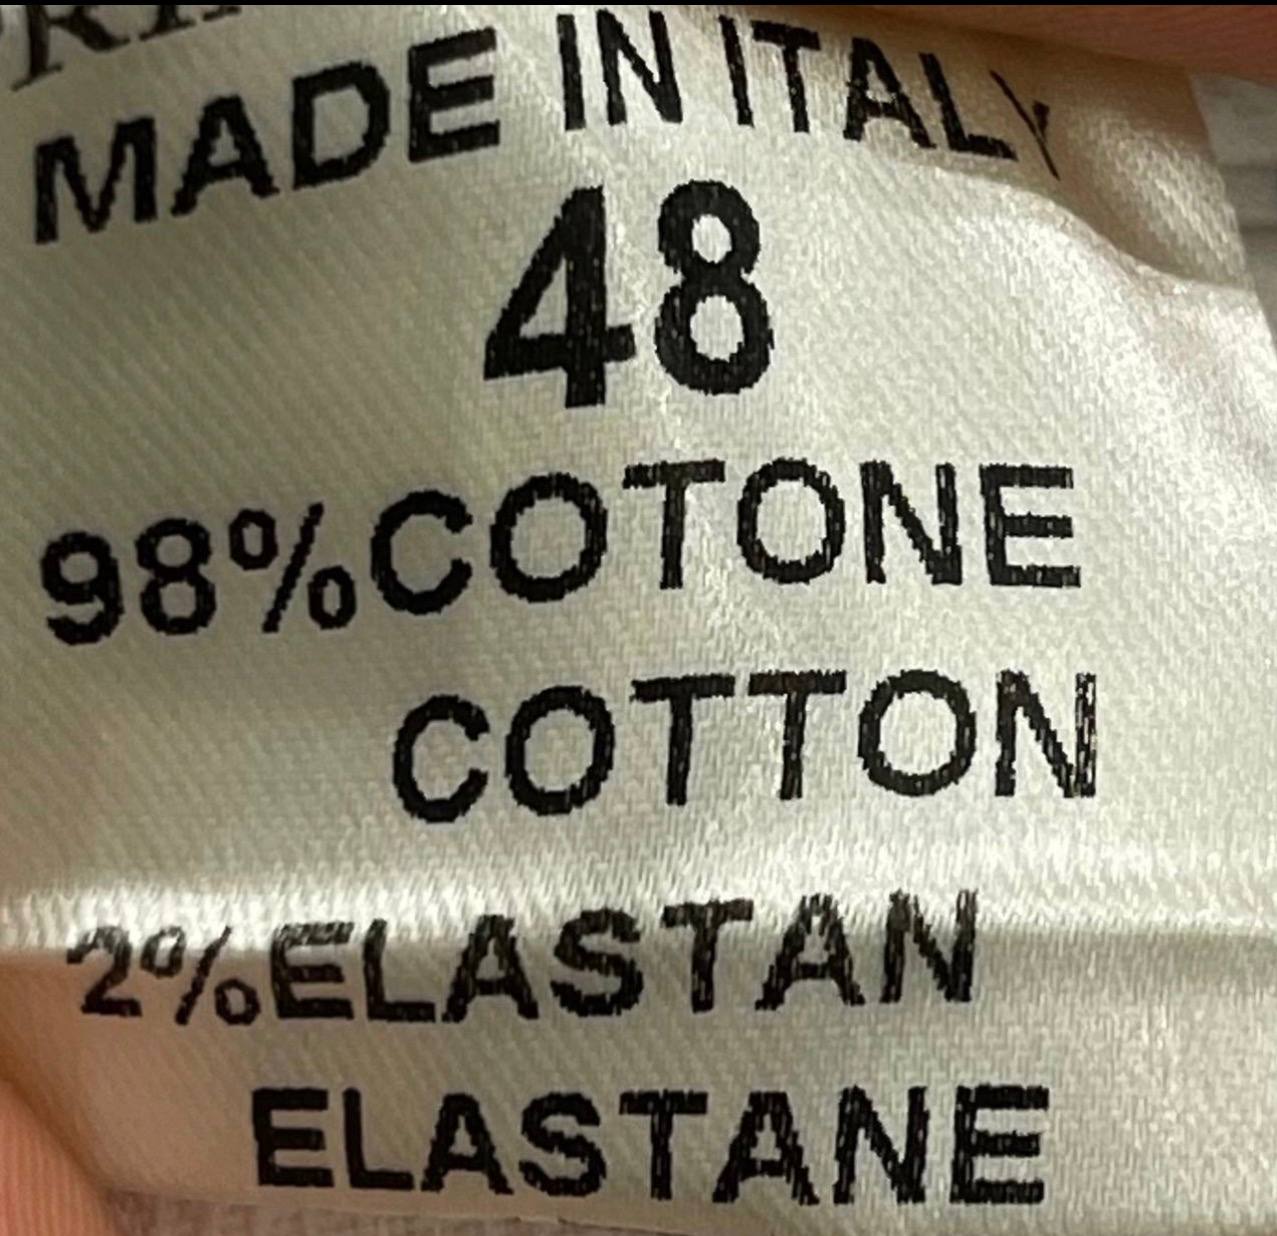 MADE IN ITALY
48
98%COTONE
COTTON
2%ELASTAN
ELASTANE